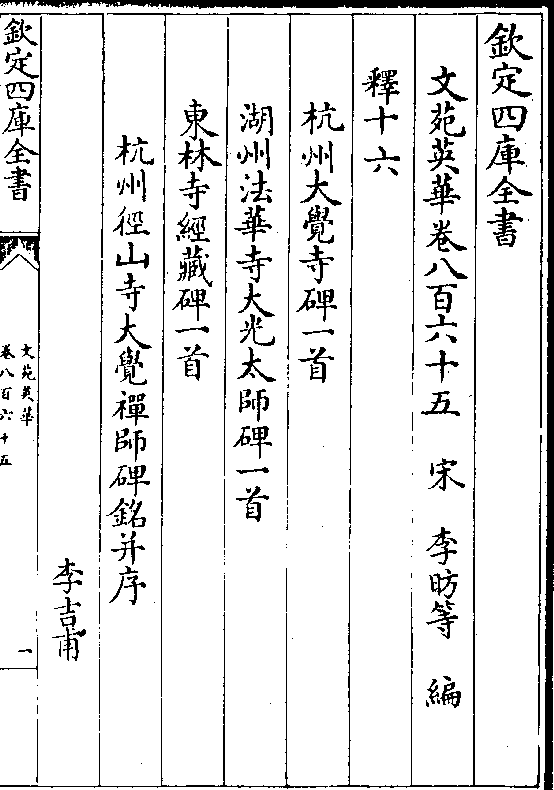 欽定四庫全書
文苑英華卷八百六十五 宋 李昉等 編
釋十六
杭州大覺寺碑一首
湖州法華寺大光太師碑一首
東林寺經藏碑一首
杭州徑山寺大覺禪師碑銘并序
李吉甫
欽定四庫全書
文苑英華
卷八百六十五
一